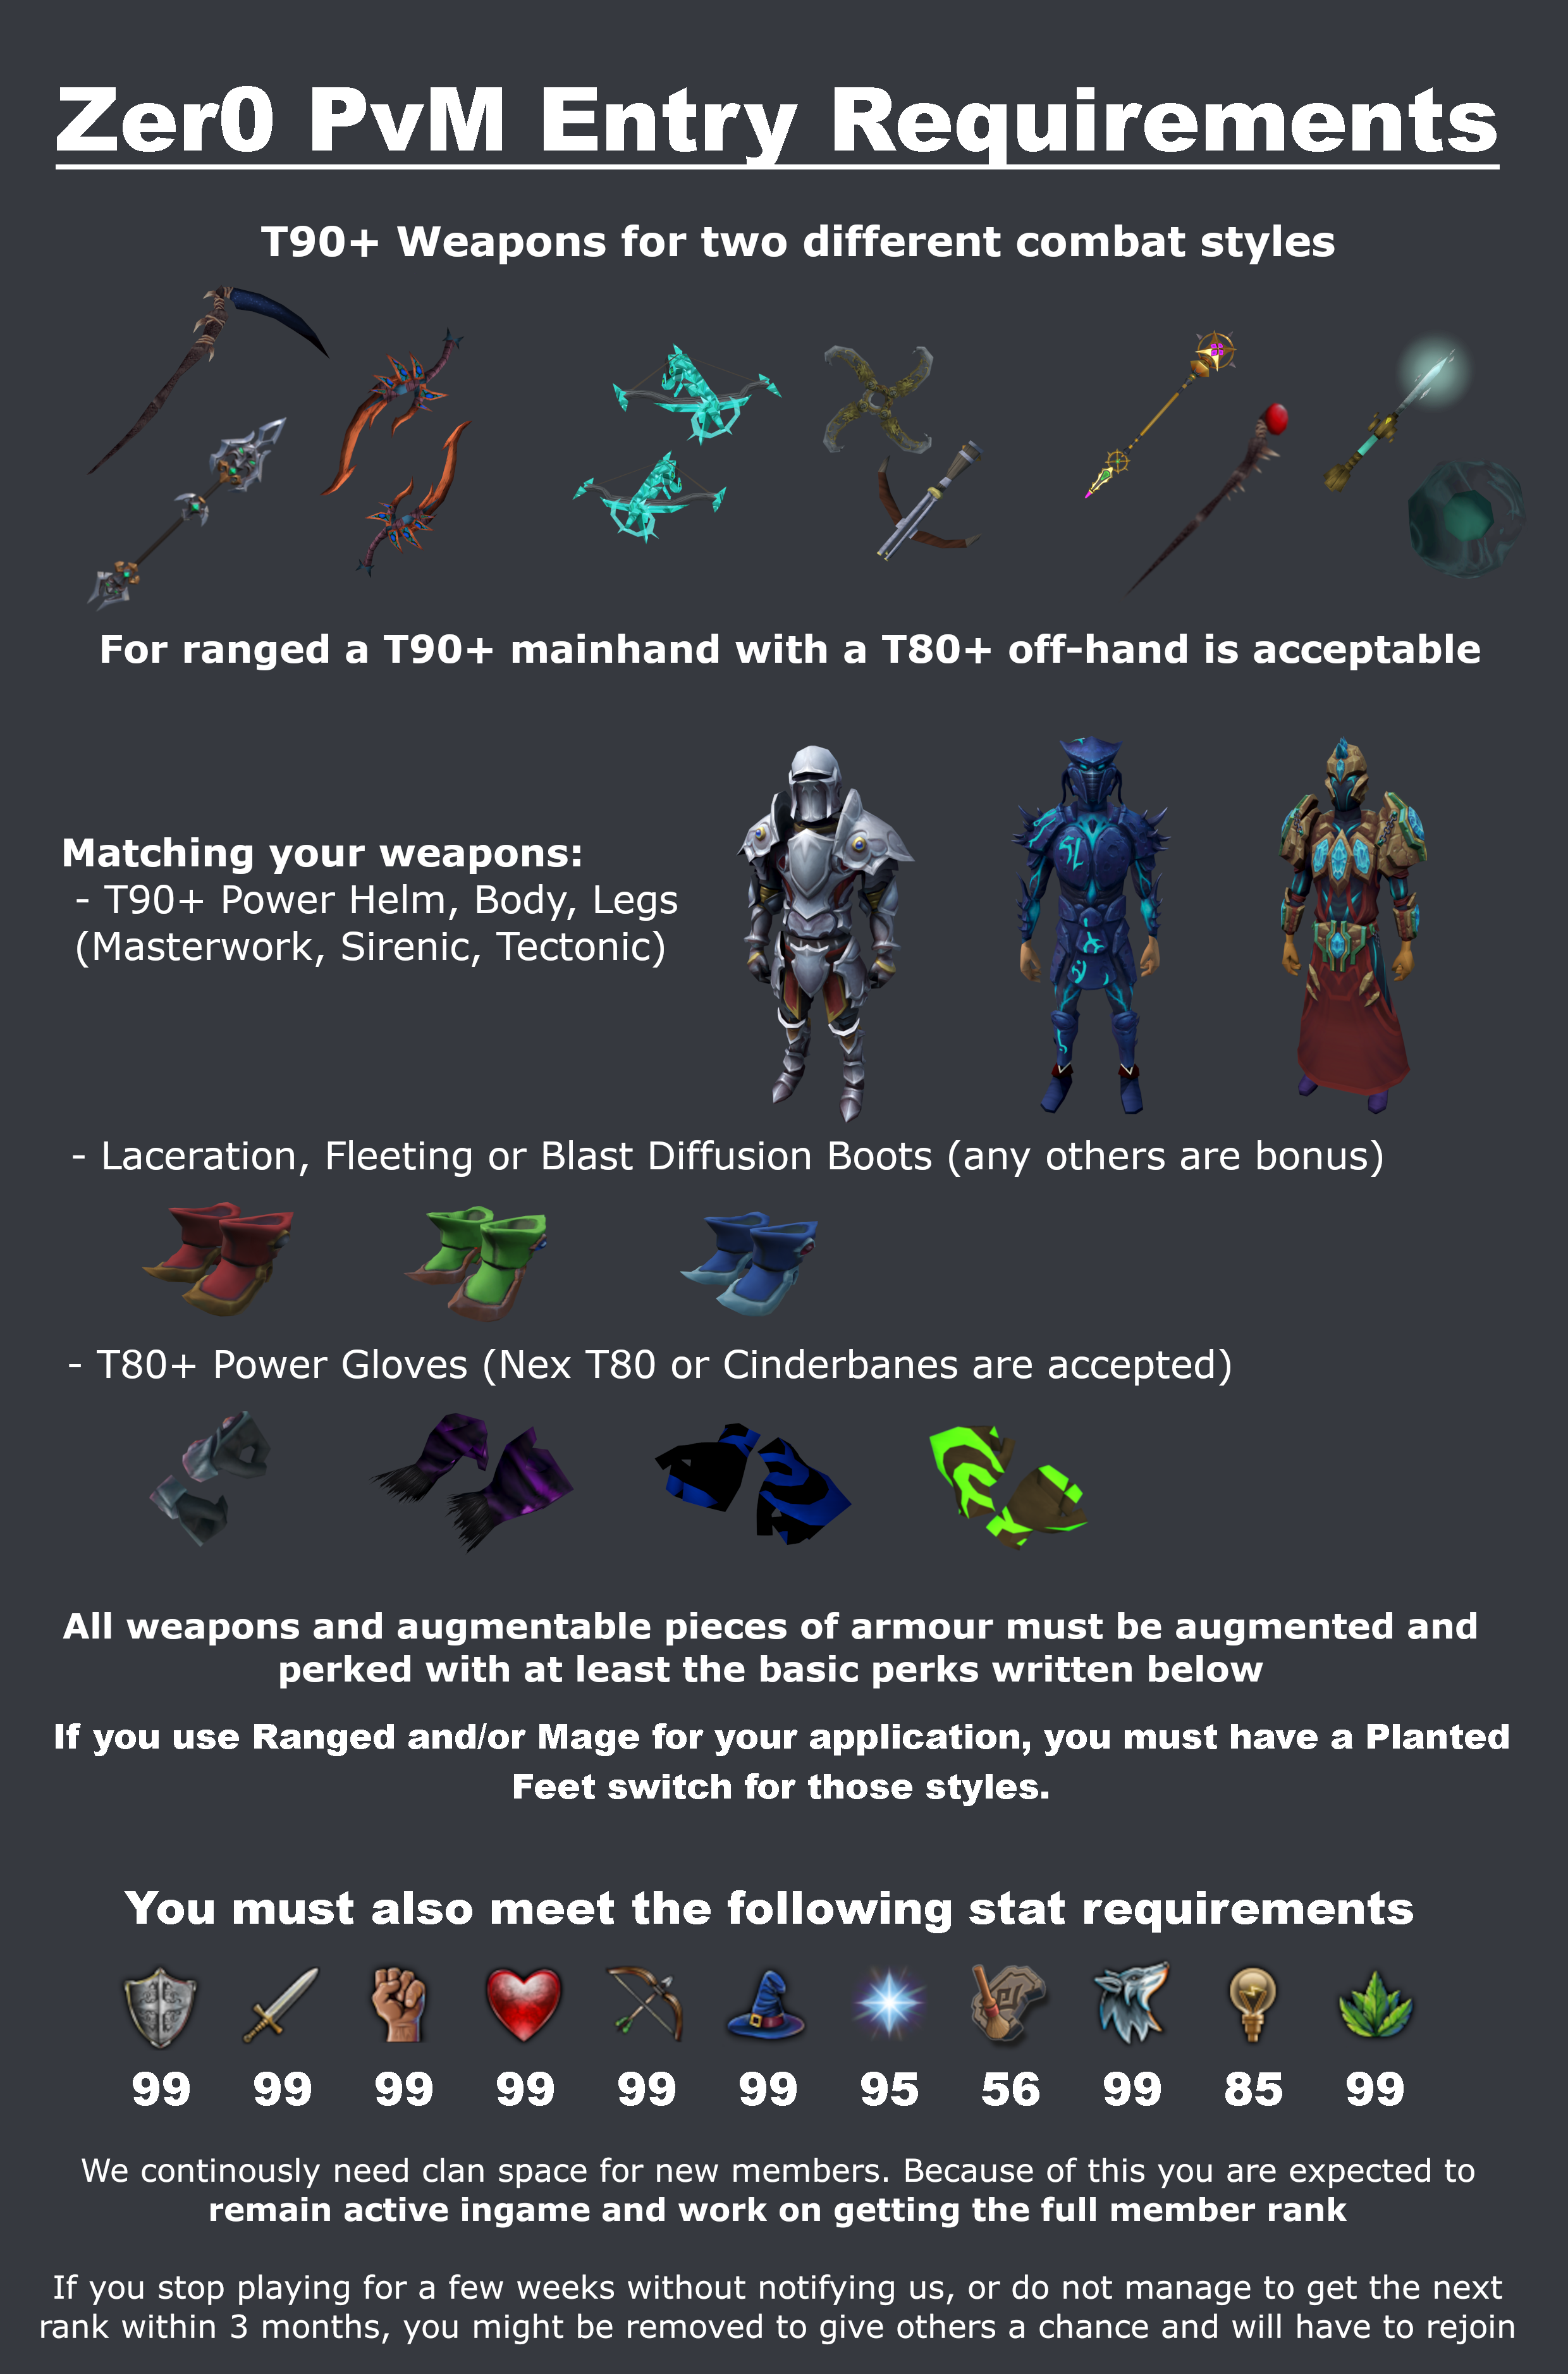 Zer0 PvM Entry Requirements
T90+ Weapons for two different combat styles
For ranged a T90+ mainhand with a T80+ off-hand is acceptable
Matching your weapons:
- T90+ Power Helm, Body, Legs
(Masterwork, Sirenic, Tectonic)
- Laceration, Fleeting or Blast Diffusion Boots (any others are bonus)
- T80+ Power Gloves (Nex T80 or Cinderbanes are accepted)
All weapons and augmentable pieces of armour must be augmented and
perked with at least the basic perks written below
If you use Ranged and/or Mage for your application, you must have a Planted
Feet switch for those styles.
You must also meet the following stat requirements
99 99 99 99 99 99 95 56 99 85 99
We continously need clan space for new members. Because of this you are expected to
remain active ingame and work on getting the full member rank
If you stop playing for a few weeks without notifying us, or do not manage to get the next
rank within 3 months, you might be removed to give others a chance and will have to rejoin